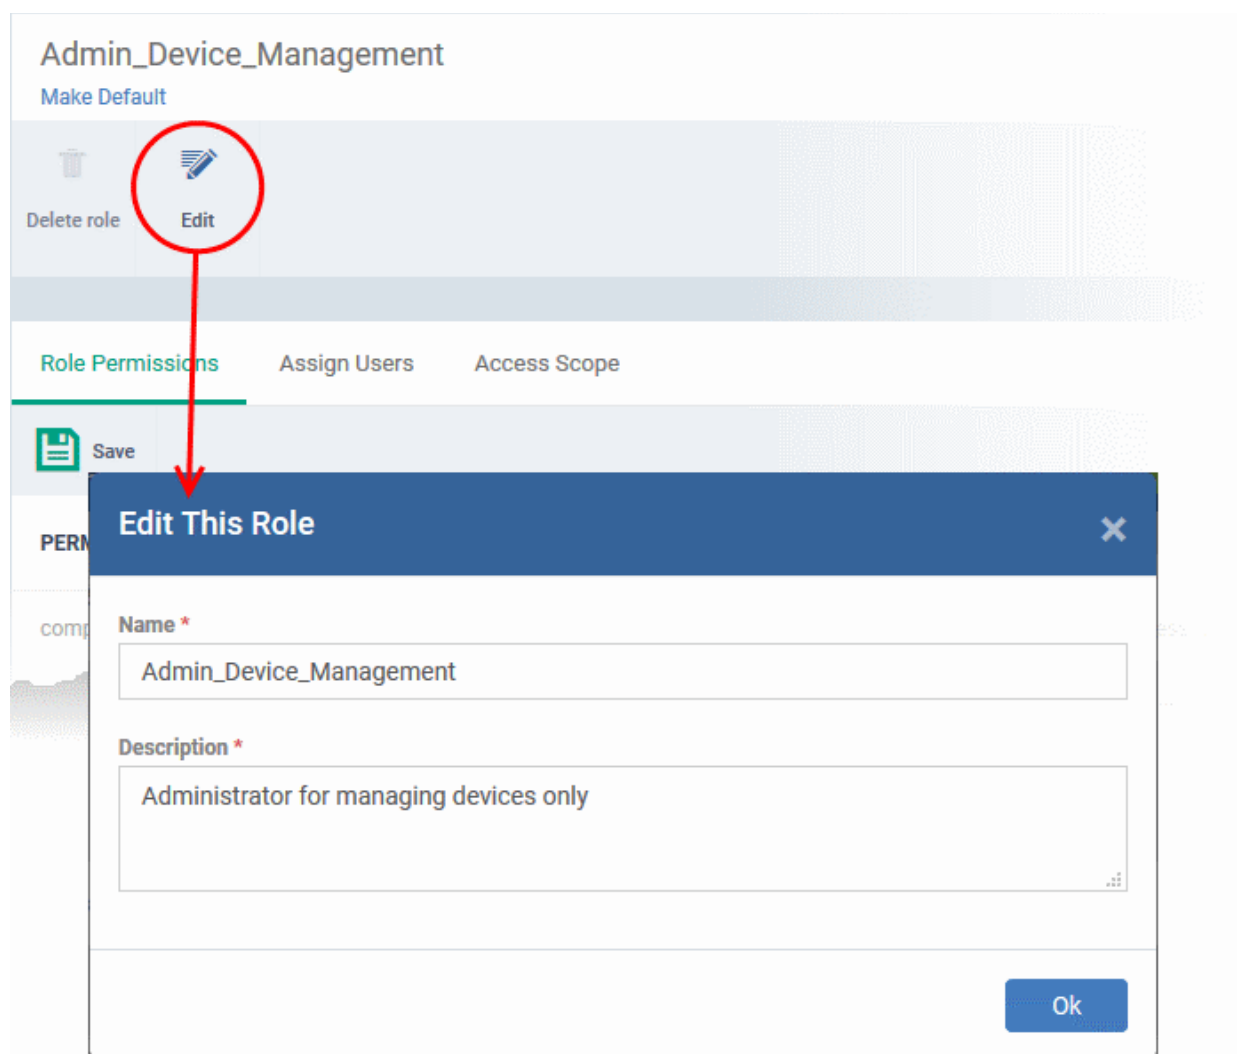 Admin_Device_Management
Make Default
Delete role
Edit
Role Permissions
Assign Users
Access Scope
Save
Edit This Role
Name *
Admin_Device_Management
Description *
Administrator for managing devices only
Ok